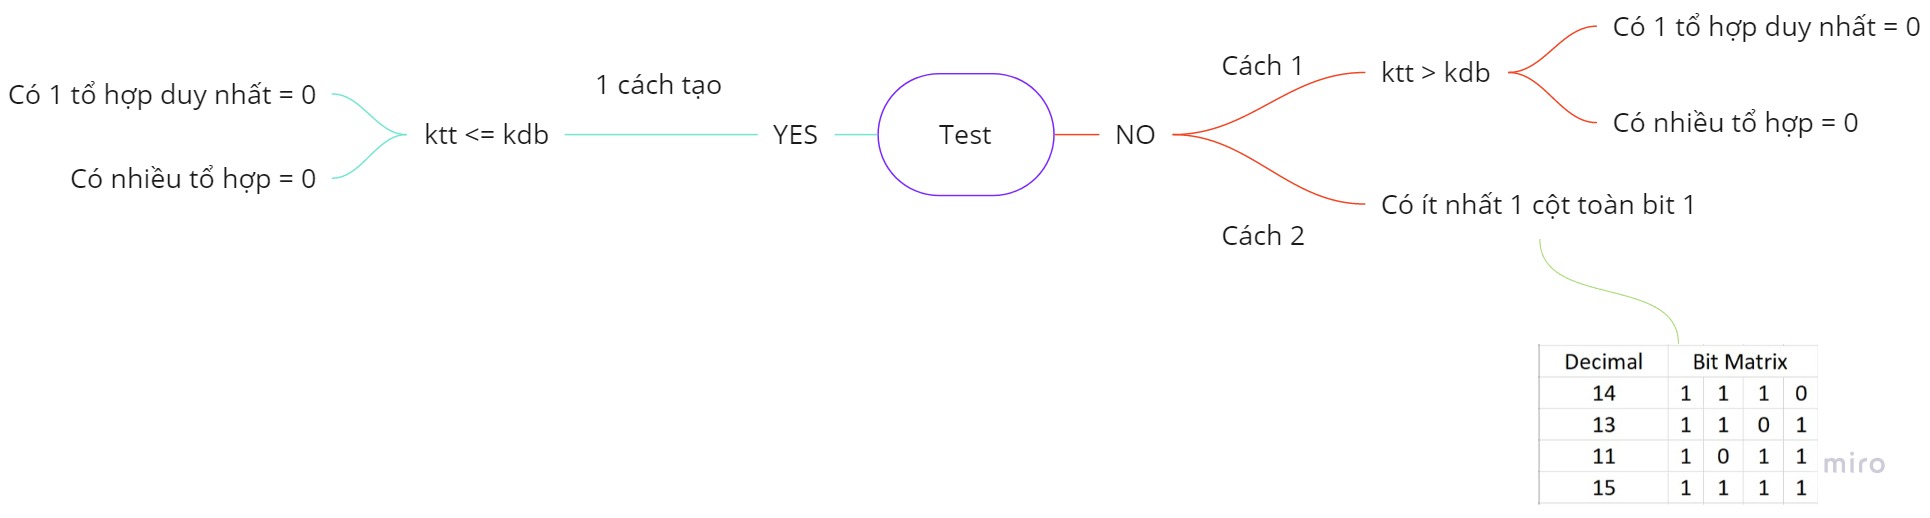 Có 1 tổ hợp duy nhất = 0
Có nhiều tổ hợp = 0
ktt <= kdb
1 cách tạo
YES
Test
NO
Cách 1
ktt > kdb
Có 1 tổ hợp duy nhất = 0
Có nhiều tổ hợp = 0
Cách 2
Có ít nhất 1 cột toàn bit 1
Decimal Bit Matrix
14 1 1 1 0
13 1 1 0 1
11 1 0 1 1
15 1 1 1 1
miro